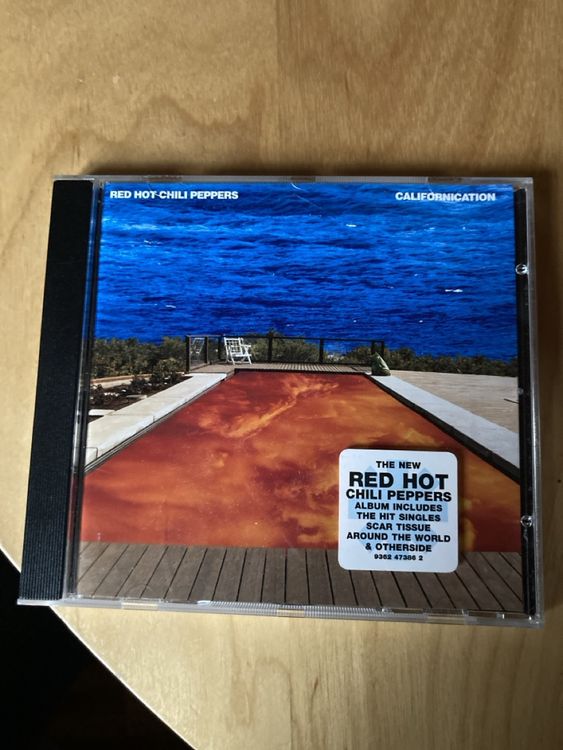 RED HOT CHILI PEPPERS
CALIFORNICATION
THE NEW
RED HOT
CHILI PEPPERS
ALBUM INCLUDES
THE HIT SINGLES
SCAR TISSUE
AROUND THE WORLD
& OTHERSIDE
9362 47386 2